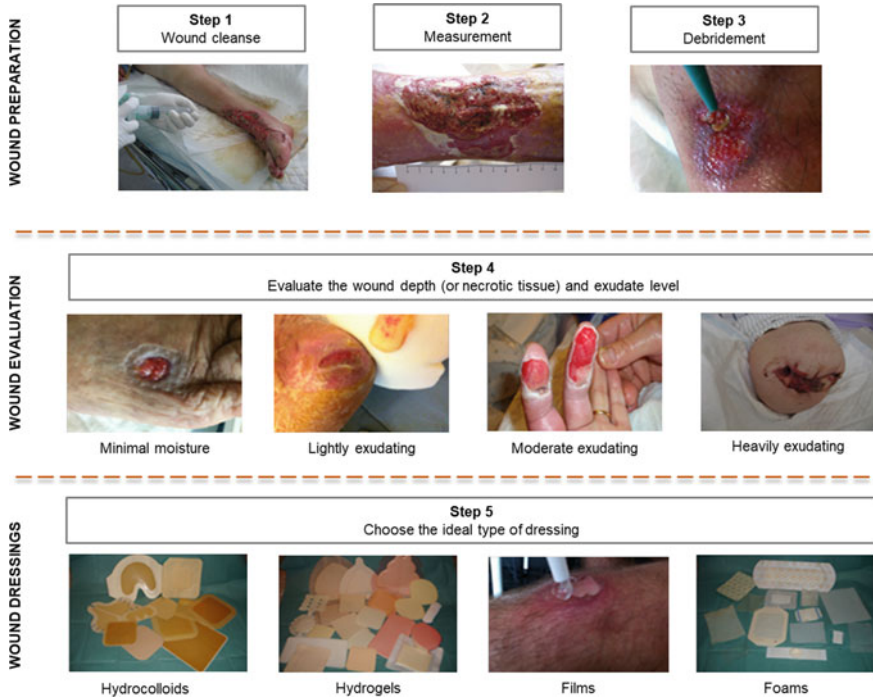 WOUND PREPARATION
Step 1
Wound cleanse
Step 2
Measurement
Step 3
Debridement
WOUND EVALUATION
Step 4
Evaluate the wound depth (or necrotic tissue) and exudate level
Minimal moisture
Lightly exudating
Moderate exudating
Heavily exudating
WOUND DRESSINGS
Step 5
Choose the ideal type of dressing
Hydrocolloids
Hydrogels
Films
Foams